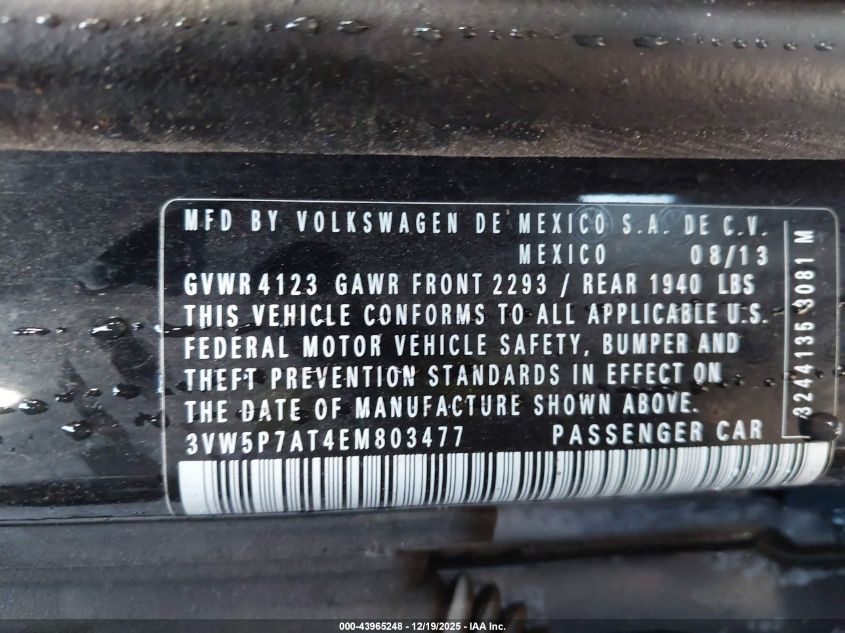 MFD BY VOLKSWAGEN DE MEXICO S.A. DE C.V.
MEXICO 08/13
GVWR 4123 GAWR FRONT 2293 / REAR 1940 LBS
THIS VEHICLE CONFORMS TO ALL APPLICABLE U.S.
FEDERAL MOTOR VEHICLE SAFETY, BUMPER AND
THEFT PREVENTION STANDARDS IN EFFECT ON
THE DATE OF MANUFACTURE SHOWN ABOVE.
3VW5P7AT4EM803477 PASSENGER CAR
3244135 3081 M
000-43965248 - 12/19/2025 - IAA Inc.